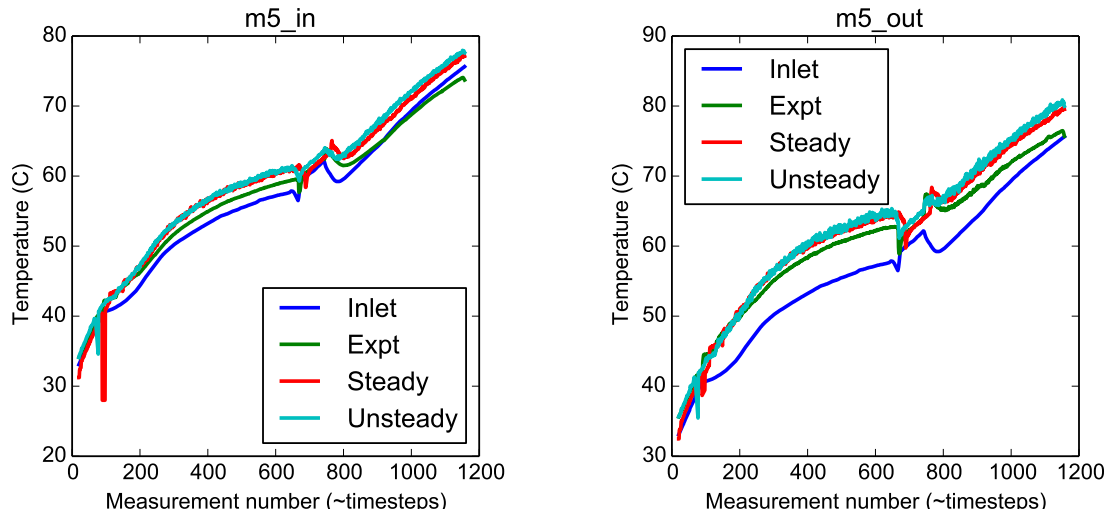 m5_in
80
70
60
50
40
30
20
0 200 400 600 800 1000 1200
Temperature (C)
Measurement number (~timesteps)
Inlet
Expt
Steady
Unsteady
m5_out
90
80
70
60
50
40
30
0 200 400 600 800 1000 1200
Temperature (C)
Measurement number (~timesteps)
Inlet
Expt
Steady
Unsteady